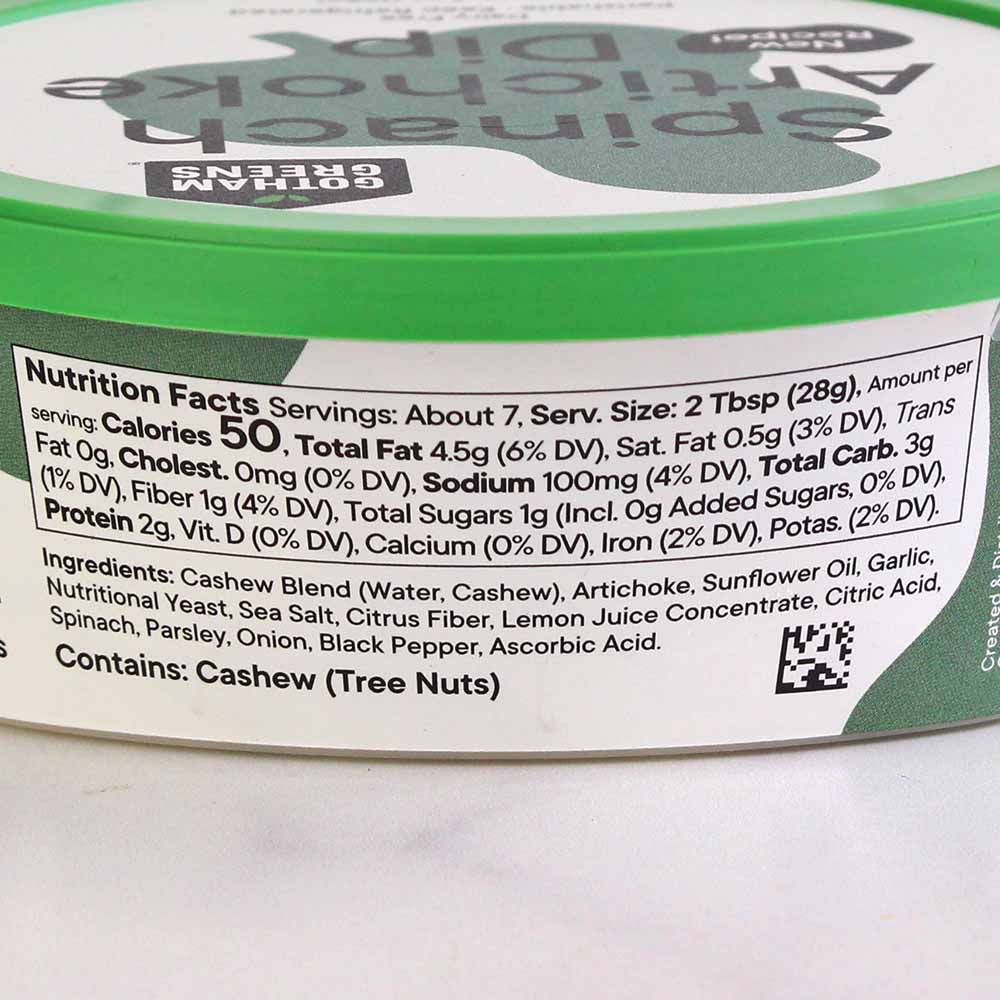 Perishable · Keep Refrigerated
Dairy Free
New
Recipe!
Spinach
Artichoke
Dip
GOTHAM
GREENS
Nutrition Facts Servings: About 7, Serv. Size: 2 Tbsp (28g), Amount per
serving: Calories 50, Total Fat 4.5g (6% DV), Sat. Fat 0.5g (3% DV), Trans
Fat 0g, Cholest. 0mg (0% DV), Sodium 100mg (4% DV), Total Carb. 3g
(1% DV), Fiber 1g (4% DV), Total Sugars 1g (Incl. 0g Added Sugars, 0% DV),
Protein 2g, Vit. D (0% DV), Calcium (0% DV), Iron (2% DV), Potas. (2% DV).
Ingredients: Cashew Blend (Water, Cashew), Artichoke, Sunflower Oil, Garlic,
Nutritional Yeast, Sea Salt, Citrus Fiber, Lemon Juice Concentrate, Citric Acid,
Spinach, Parsley, Onion, Black Pepper, Ascorbic Acid.
Contains: Cashew (Tree Nuts)
Created &